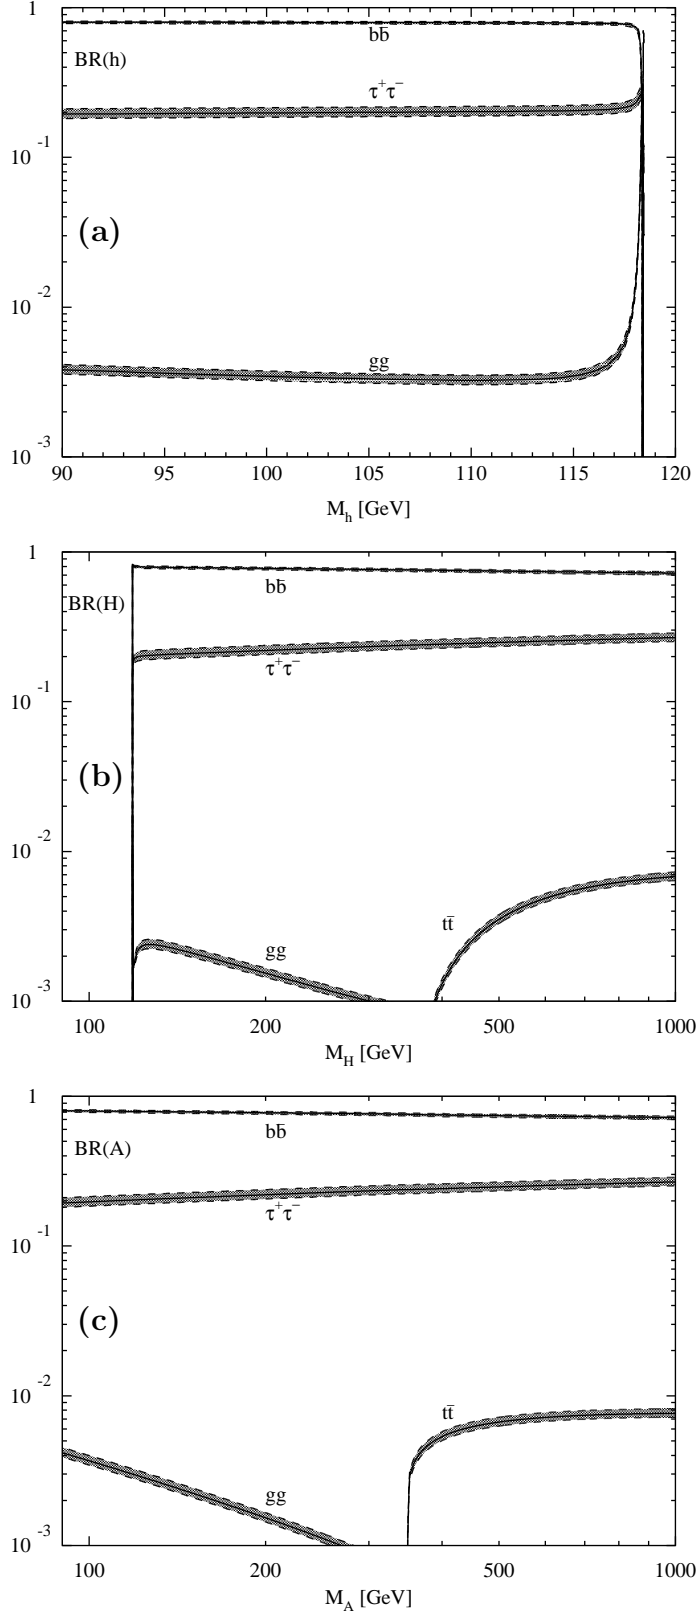 1
bb̄
BR(h)
τ⁺τ⁻
10⁻¹
(a)
10⁻²
gg
10⁻³
90 95 100 105 110 115 120
Mₕ [GeV]
1
bb̄
BR(H)
τ⁺τ⁻
10⁻¹
(b)
10⁻²
tt̄
gg
10⁻³
100 200 500 1000
M_H [GeV]
1
bb̄
BR(A)
τ⁺τ⁻
10⁻¹
(c)
10⁻²
tt̄
gg
10⁻³
100 200 500 1000
M_A [GeV]